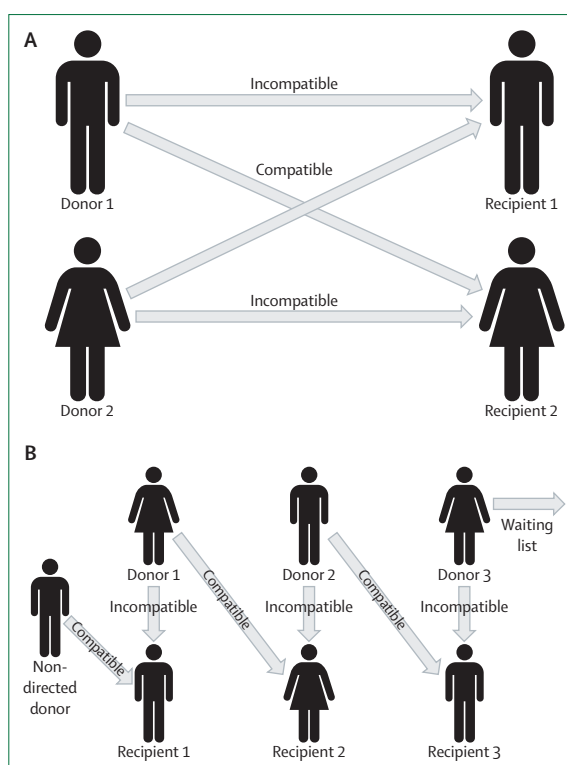 A
Incompatible
Compatible
Donor 1
Recipient 1
Incompatible
Donor 2
Recipient 2
B
Waiting
list
Donor 1
Donor 2
Donor 3
Compatible
Compatible
Incompatible
Incompatible
Incompatible
Compatible
Non-
directed
donor
Recipient 1
Recipient 2
Recipient 3